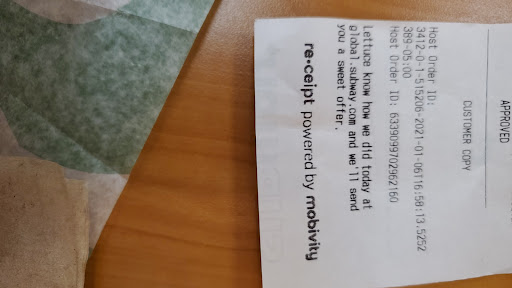 APPROVED
CUSTOMER COPY
Host Order ID:
3412-0-1-515206-2021-01-06T16:58:13.5252
389-05:00
Host Order ID: 6339099702962160
Lettuce know how we did today at
global.subway.com and we'll send
you a sweet offer.
re•ceipt powered by mobivity